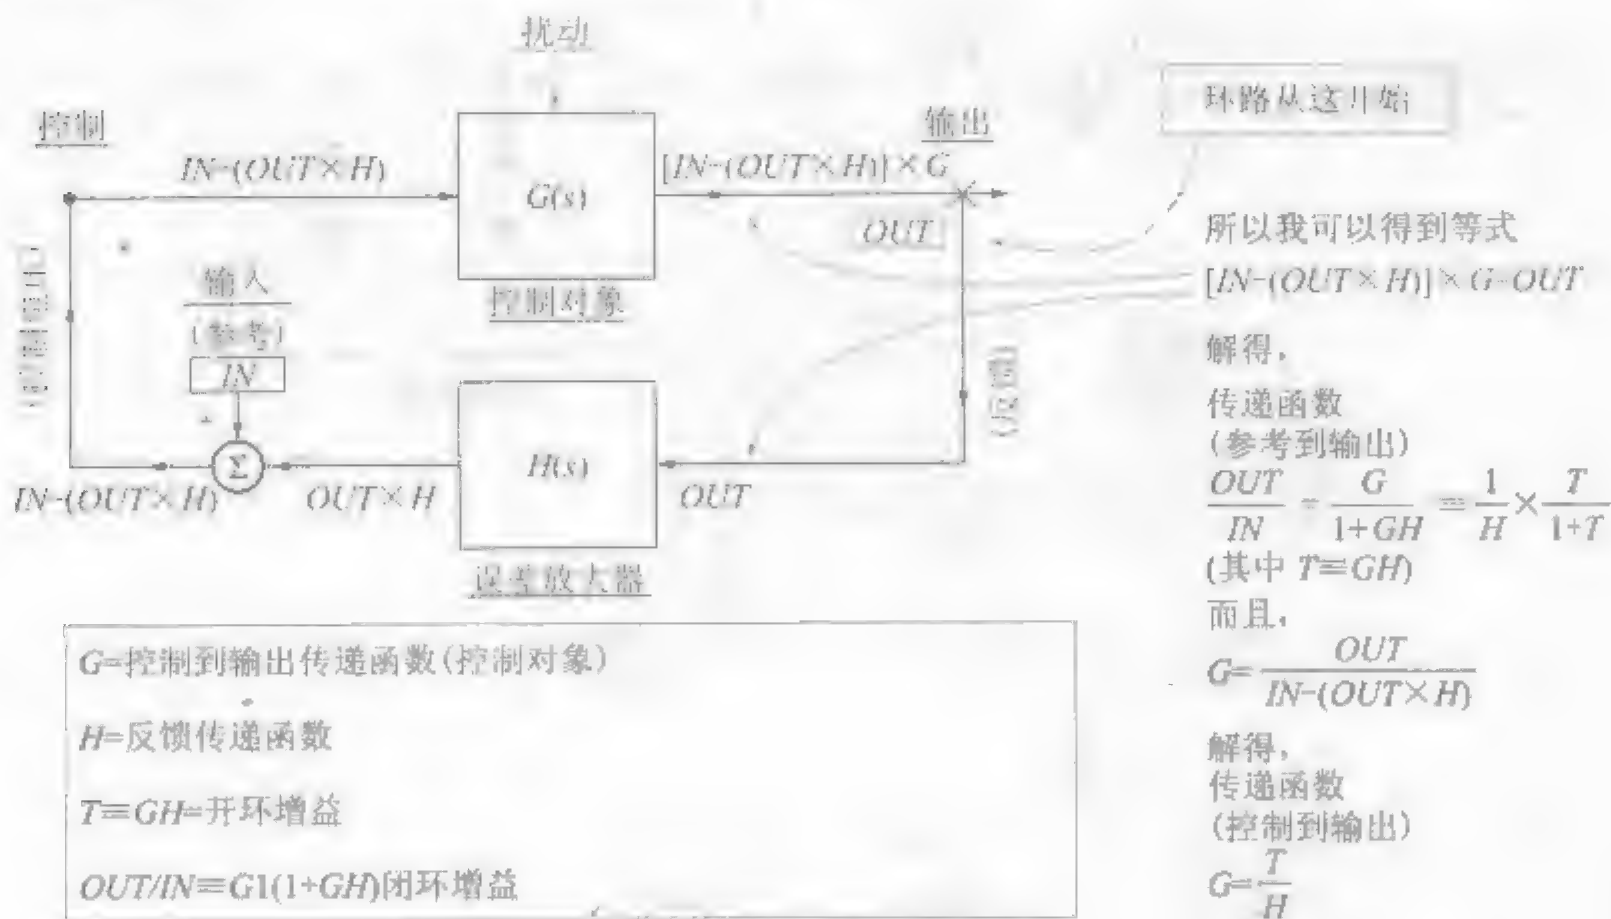 扰动
环路从这开始
控制
输出
IN-(OUT×H)
[IN-(OUT×H)]×G
G(s)
OUT
控制对象
输入
(参考)
IN
所以我可以得到等式
[IN-(OUT×H)]×G=OUT
解得,
传递函数
(参考到输出)
OUT/IN = G/1+GH ≡ 1/H × T/1+T
(其中 T≡GH)
而且,
G= OUT/IN-(OUT×H)
解得,
传递函数
(控制到输出)
G= T/H
(反馈)
Σ
H(s)
IN-(OUT×H)
OUT×H
OUT
误差放大器
G=控制到输出传递函数(控制对象)
H=反馈传递函数
T≡GH=开环增益
OUT/IN≡G1(1+GH)闭环增益